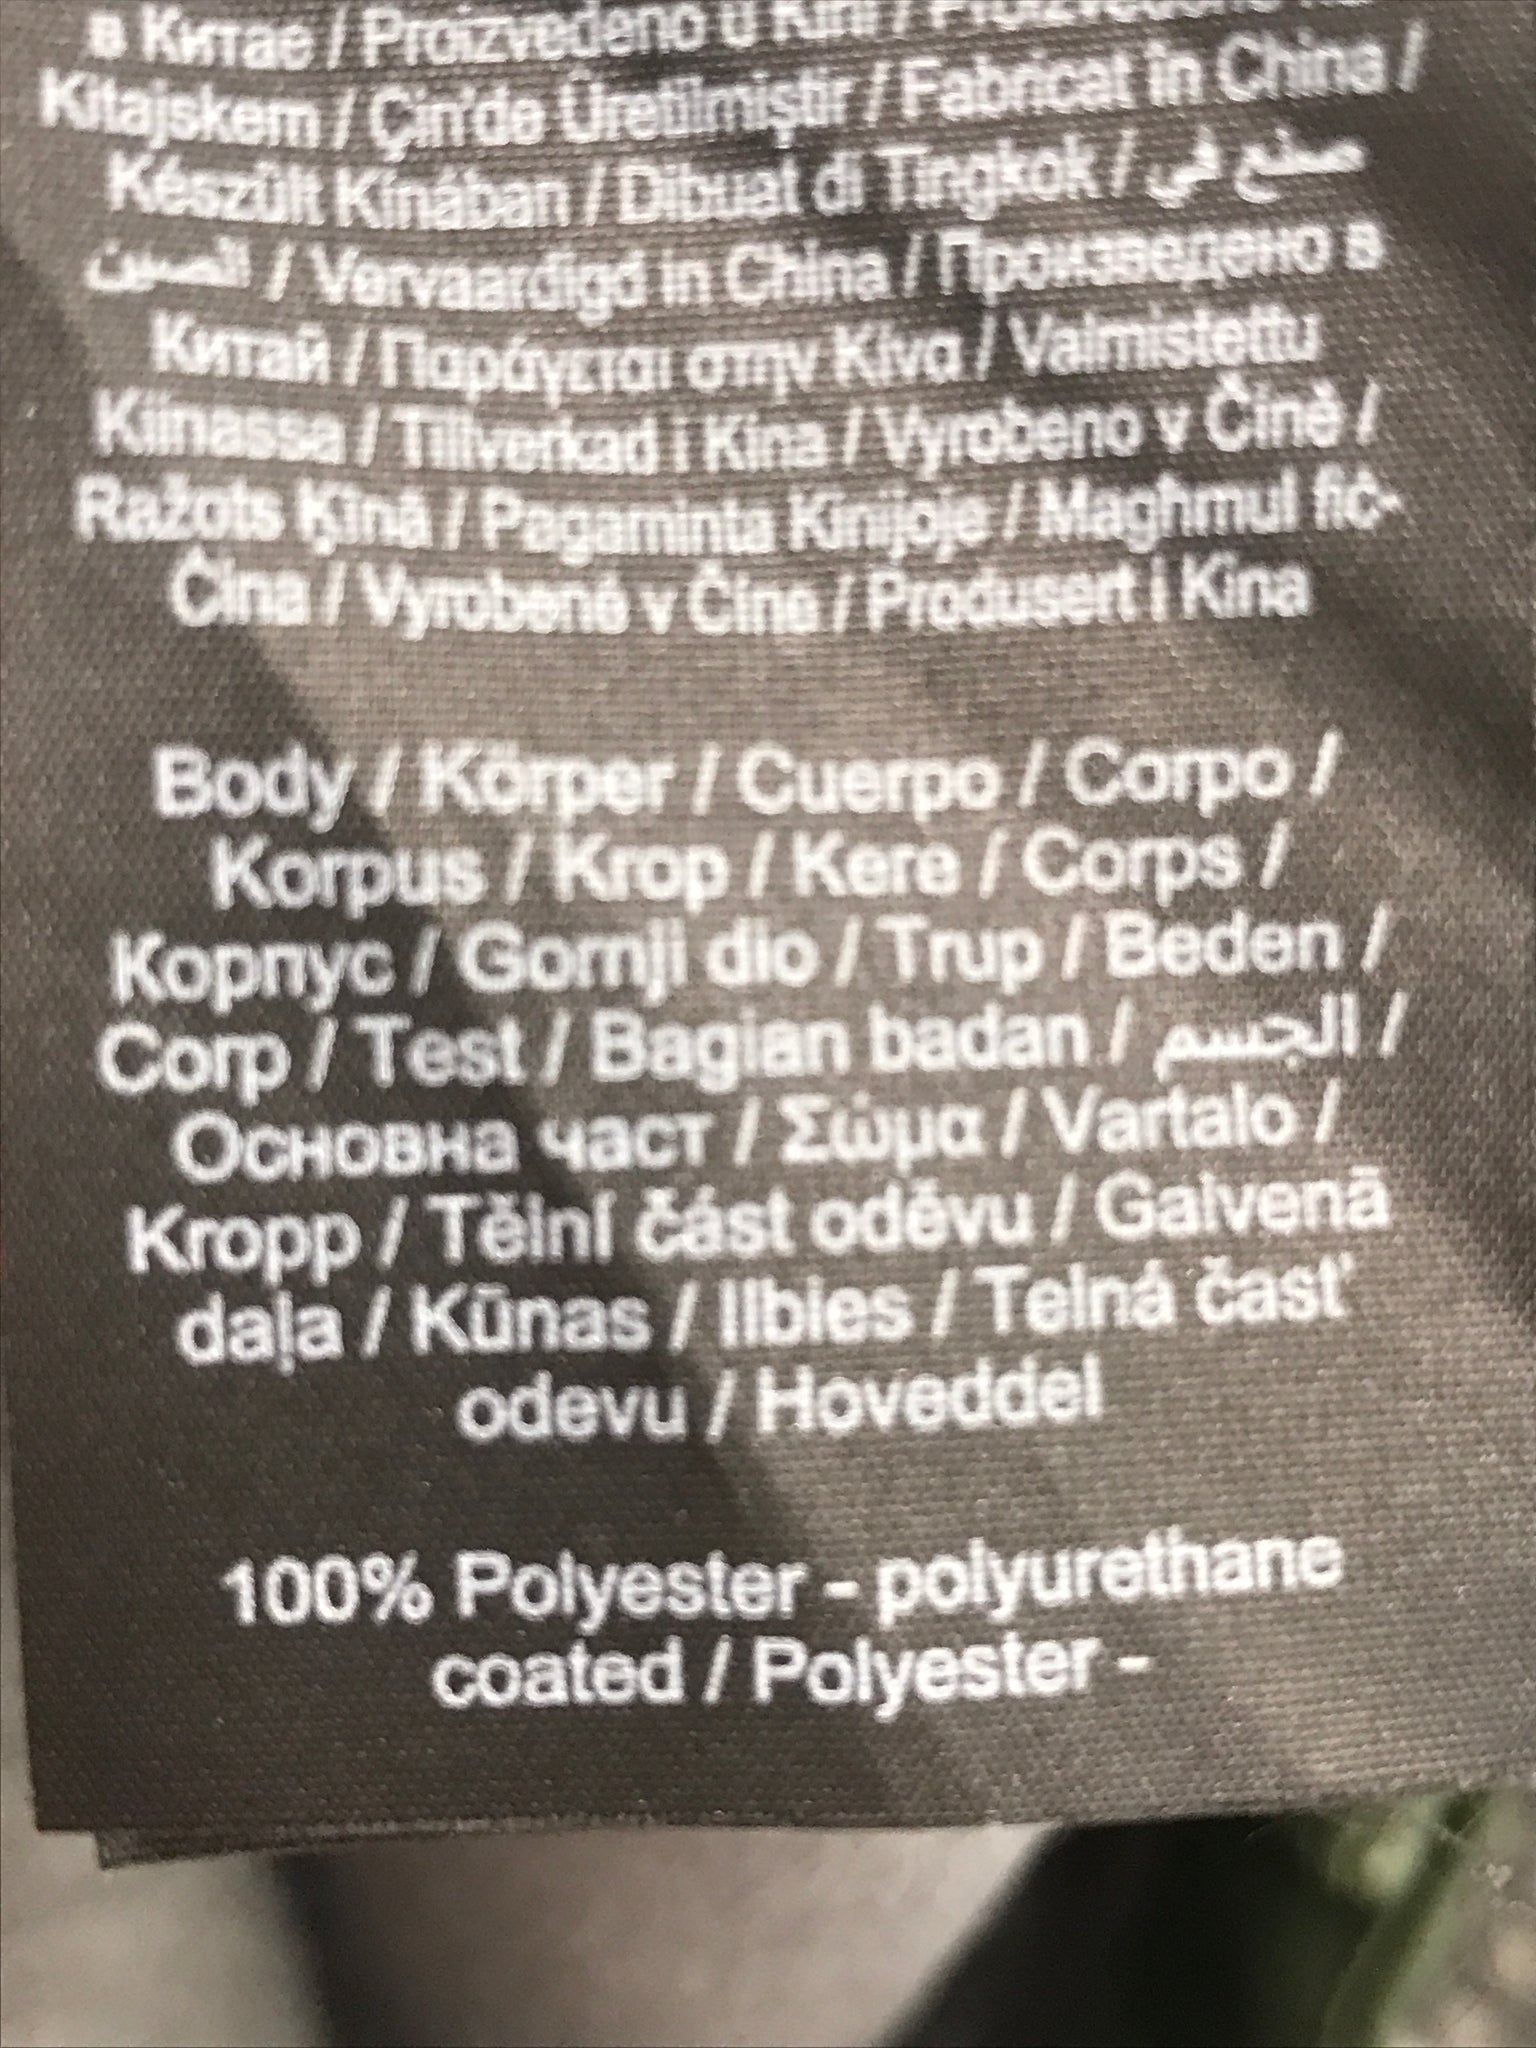 в Китае / Proizvedeno u Kini / Proizvedeno na
Kitajskem / Çin'de Üretilmiştir / Fabricat în China /
Készült Kínában / Dibuat di Tingkok / صنع في
الصين / Vervaardigd in China / Произведено в
Китай / Παράγεται στην Κίνα / Valmistettu
Kiinassa / Tillverkad i Kina / Vyrobeno v Čině /
Ražots Ķīnā / Pagaminta Kinijoje / Maghmul fiċ-
Ċina / Vyrobené v Číne / Produsert i Kina
Body / Körper / Cuerpo / Corpo /
Korpus / Krop / Kere / Corps /
Корпус / Gornji dio / Trup / Beden /
Corp / Test / Bagian badan / الجسم /
Основна част / Σώμα / Vartalo /
Kropp / Tělní část oděvu / Galvenā
daļa / Kūnas / Ilbies / Telná časť
odevu / Hoveddel
100% Polyester - polyurethane
coated / Polyester -